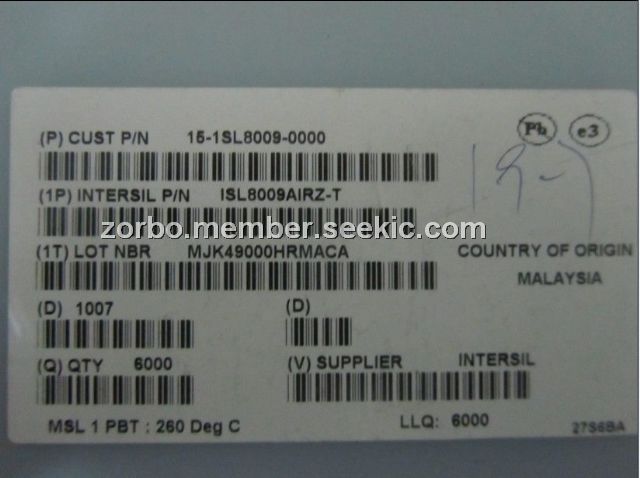 Pb e3
(P) CUST P/N 15-1SL8009-0000
(1P) INTERSIL P/N ISL8009AIRZ-T
zorbo.member.seekic.com
(1T) LOT NBR MJK49000HRMACA
COUNTRY OF ORIGIN
MALAYSIA
(D) 1007 (D)
(Q) QTY 6000 (V) SUPPLIER INTERSIL
MSL 1 PBT : 260 Deg C LLQ: 6000
27S6BA